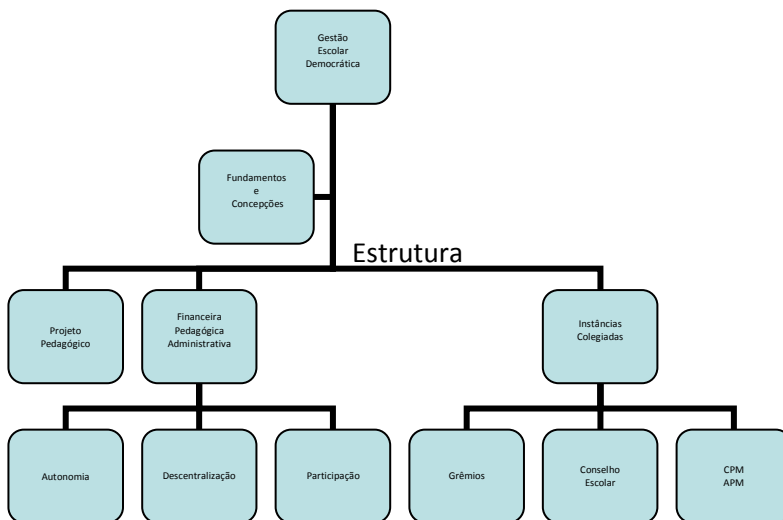 Gestão
Escolar
Democrática
Fundamentos
e
Concepções
Estrutura
Projeto
Pedagógico
Financeira
Pedagógica
Administrativa
Instâncias
Colegiadas
Autonomia
Descentralização
Participação
Grêmios
Conselho
Escolar
CPM
APM